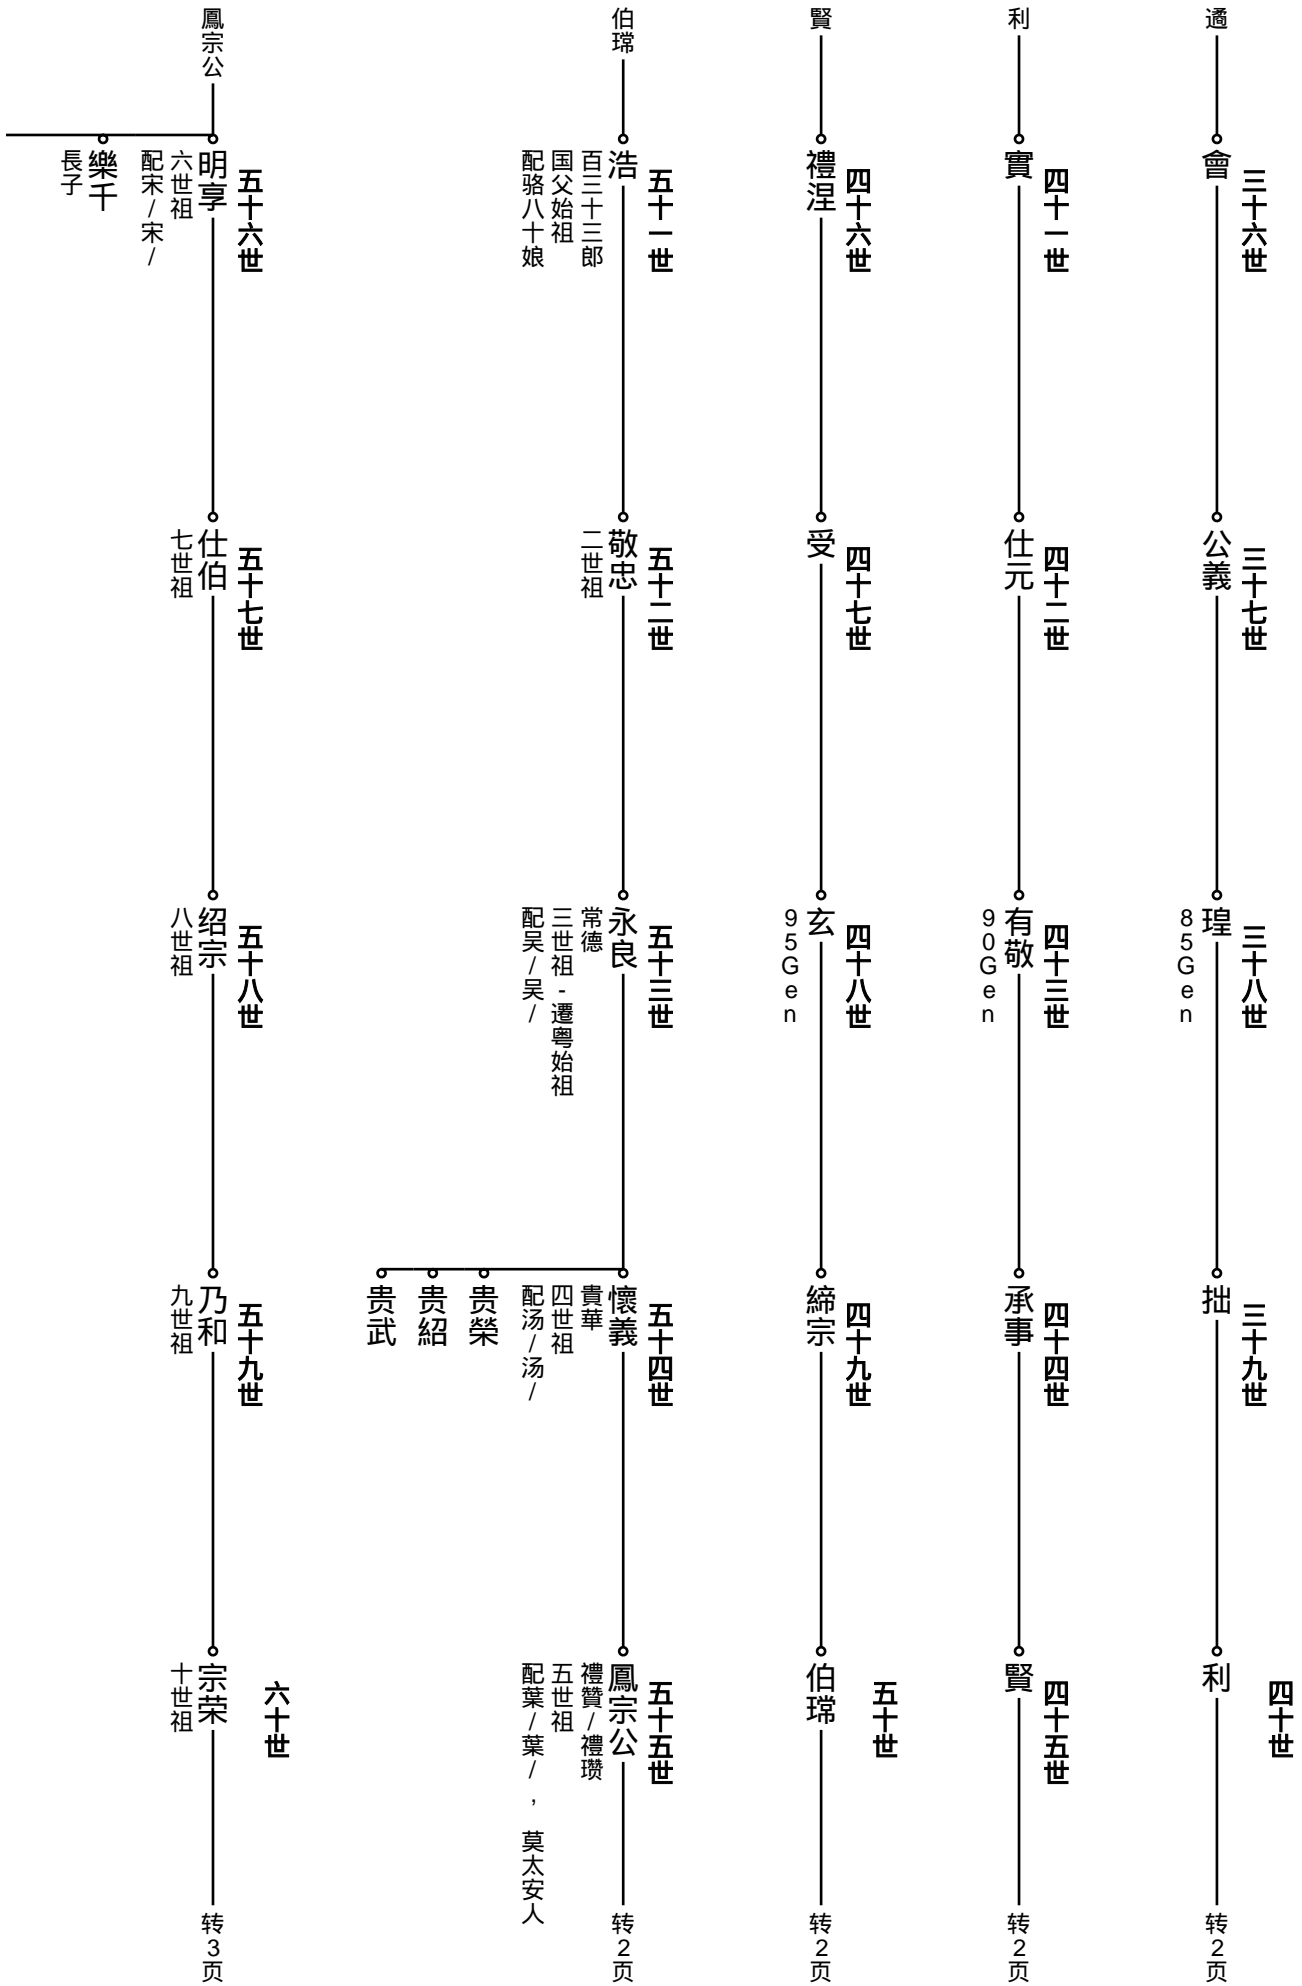 遹
三十六世
會
三十七世
公義
三十八世
瑝
85Gen
三十九世
拙
四十世
利
转2页
利
四十一世
實
四十二世
仕元
四十三世
有敬
90Gen
四十四世
承事
四十五世
賢
转2页
賢
四十六世
禮涅
四十七世
受
四十八世
玄
95Gen
四十九世
締宗
五十世
伯瑺
转2页
伯瑺
五十一世
浩
百三十三郎
国父始祖
配骆八十娘
五十二世
敬忠
二世祖
五十三世
永良
常德
三世祖-遷粤始祖
配吴/吴/
五十四世
懷義
貴華
四世祖
配汤/汤/
贵榮
贵紹
贵武
五十五世
鳳宗公
禮贊/禮瓒
五世祖
配葉/葉/, 莫太安人
转2页
鳳宗公
五十六世
明享
六世祖
配宋/宋/
樂千
長子
五十七世
仕伯
七世祖
五十八世
绍宗
八世祖
五十九世
乃和
九世祖
六十世
宗荣
十世祖
转3页